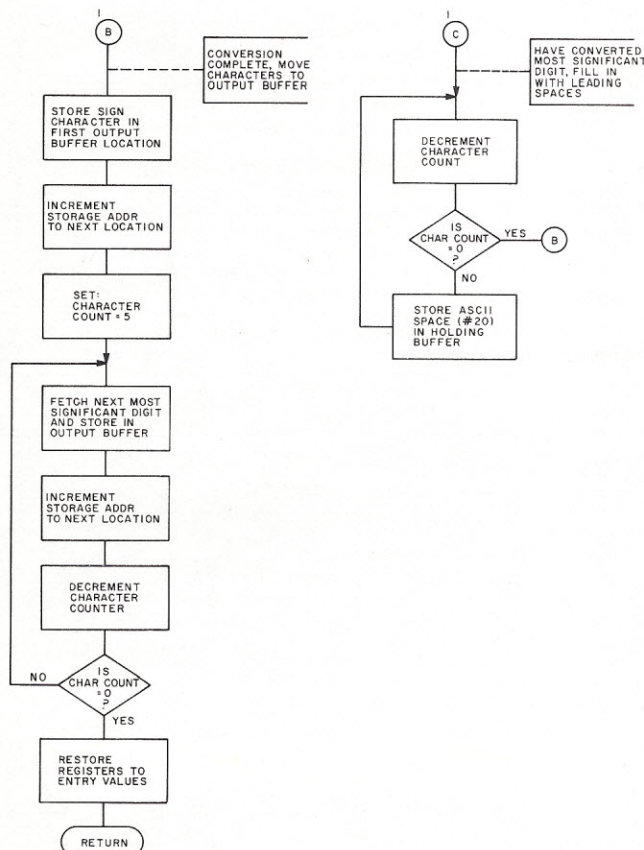 I
B
CONVERSION
COMPLETE, MOVE
CHARACTERS TO
OUTPUT BUFFER
STORE SIGN
CHARACTER IN
FIRST OUTPUT
BUFFER LOCATION
INCREMENT
STORAGE ADDR
TO NEXT LOCATION
SET:
CHARACTER
COUNT = 5
FETCH NEXT MOST
SIGNIFICANT DIGIT
AND STORE IN
OUTPUT BUFFER
INCREMENT
STORAGE ADDR
TO NEXT LOCATION
DECREMENT
CHARACTER
COUNTER
IS
CHAR COUNT
=0
?
NO
YES
RESTORE
REGISTERS TO
ENTRY VALUES
RETURN
I
C
HAVE CONVERTED
MOST SIGNIFICANT
DIGIT, FILL IN
WITH LEADING
SPACES
DECREMENT
CHARACTER
COUNT
IS
CHAR COUNT
=0
?
YES
B
NO
STORE ASCII
SPACE (#20)
IN HOLDING
BUFFER